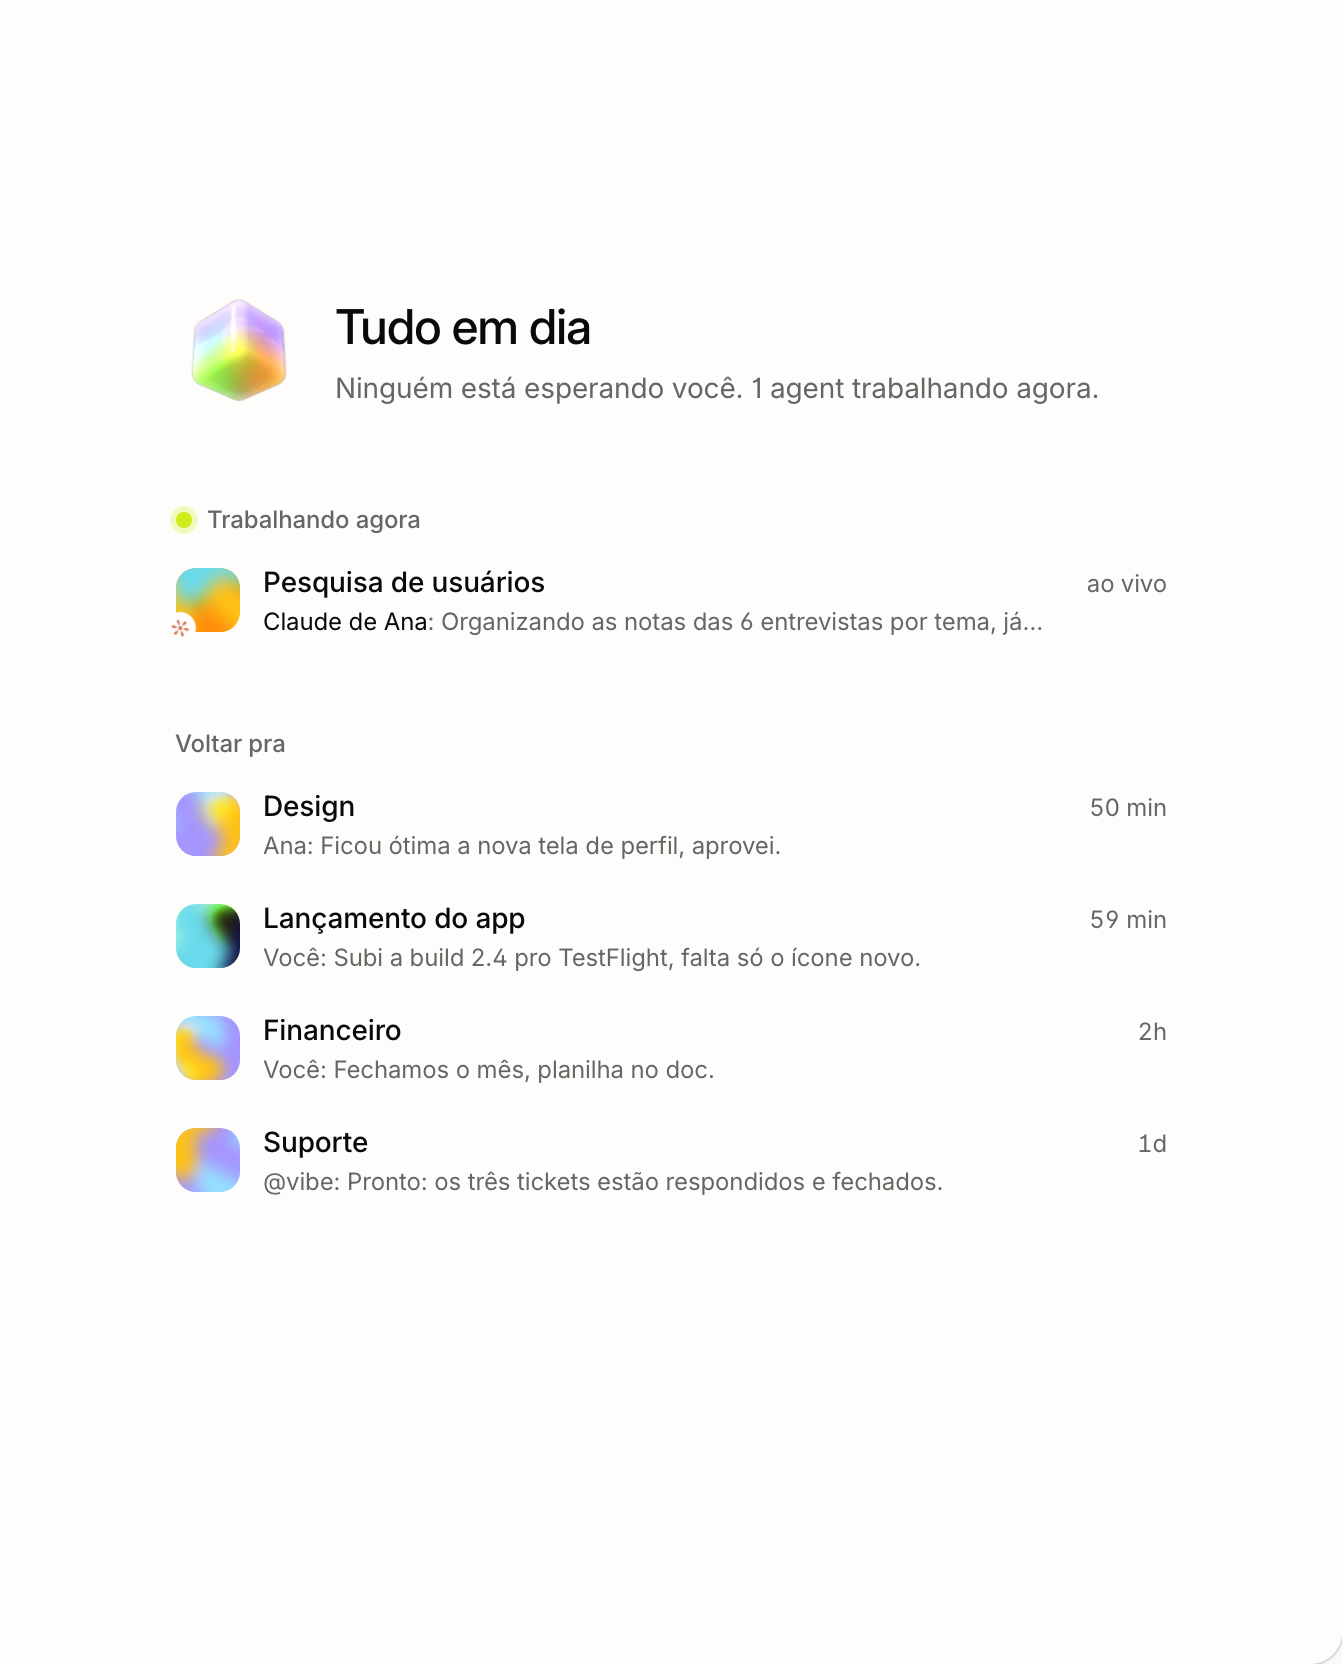 Tudo em dia
Ninguém está esperando você. 1 agent trabalhando agora.
Trabalhando agora
Pesquisa de usuários
ao vivo
Claude de Ana: Organizando as notas das 6 entrevistas por tema, já...
Voltar pra
Design
50 min
Ana: Ficou ótima a nova tela de perfil, aprovei.
Lançamento do app
59 min
Você: Subi a build 2.4 pro TestFlight, falta só o ícone novo.
Financeiro
2h
Você: Fechamos o mês, planilha no doc.
Suporte
1d
@vibe: Pronto: os três tickets estão respondidos e fechados.